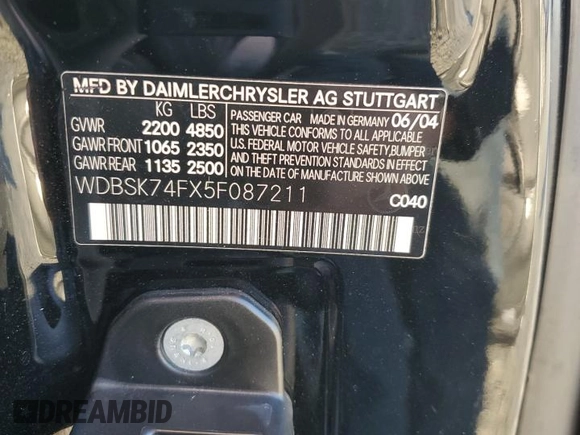 MFD BY DAIMLERCHRYSLER AG STUTTGART
KG LBS
GVWR 2200 4850
GAWR FRONT 1065 2350
GAWR REAR 1135 2500
PASSENGER CAR MADE IN GERMANY 06/04
THIS VEHICLE CONFORMS TO ALL APPLICABLE
U.S. FEDERAL MOTOR VEHICLE SAFETY, BUMPER
AND THEFT PREVENTION STANDARDS IN EFFECT
ON THE DATE OF MANUFACTURE SHOWN ABOVE.
WDBSK74FX5F087211
C040
DREAMBID